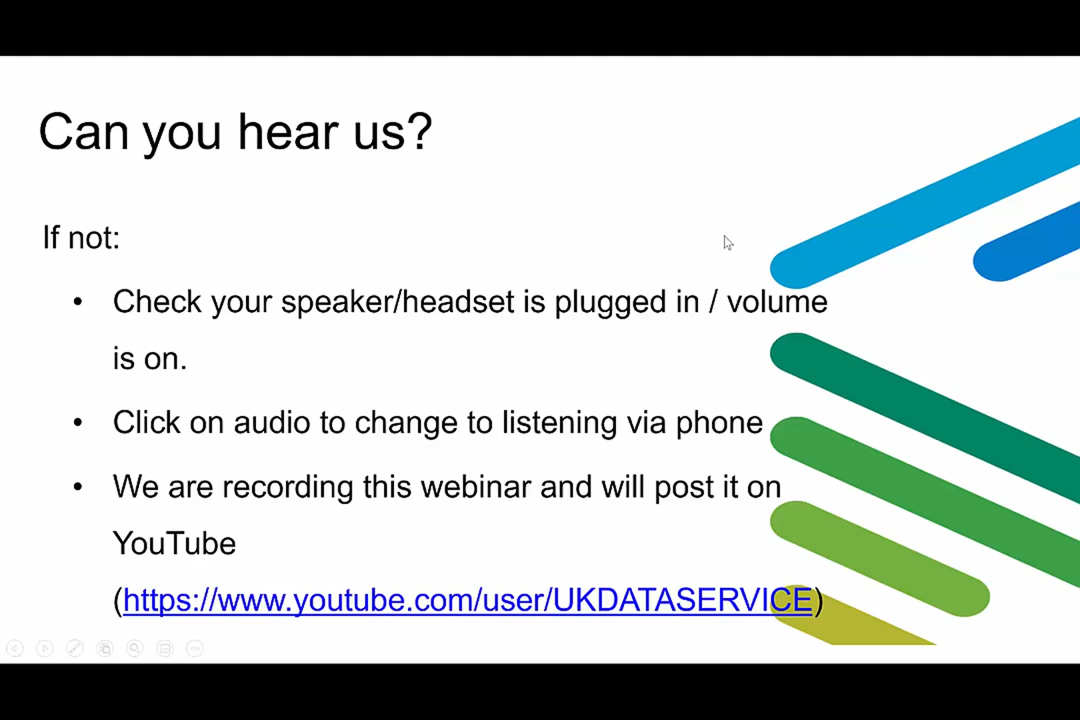 Can you hear us?
If not:
• Check your speaker/headset is plugged in / volume
is on.
• Click on audio to change to listening via phone
• We are recording this webinar and will post it on
YouTube
(https://www.youtube.com/user/UKDATASERVICE)